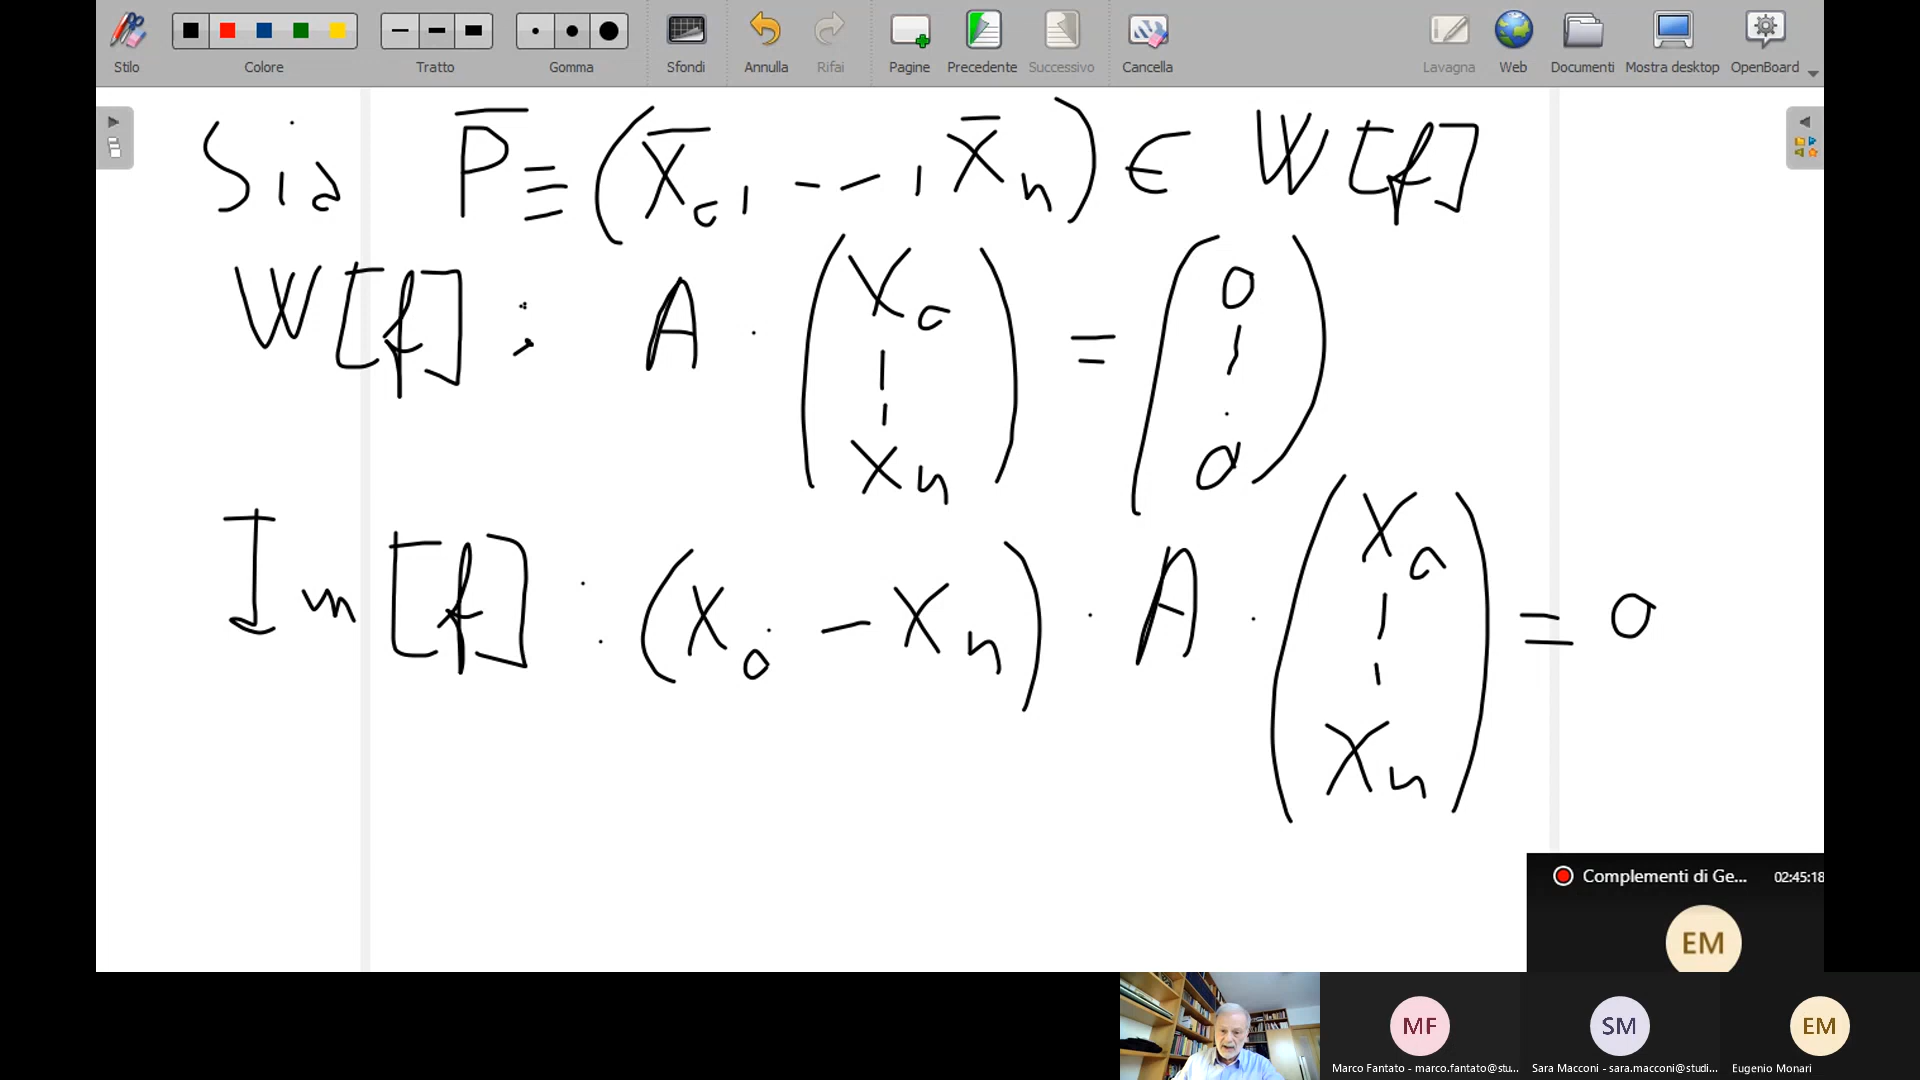 Stilo Colore Tratto Gomma Sfondi Annulla Rifai Pagine Precedente Successivo Cancella Lavagna Web Documenti Mostra desktop OpenBoard
Sia P̅ ≡ (X̅₀, - - , X̅ₙ) ∈ W[f]
W[f] : A · (X₀ ¦ Xₙ) = (0 ¦ 0)
Im[f] : (X₀ - Xₙ) · A · (X₀ ¦ Xₙ) = 0
Complementi di Ge... 02:45:18
EM
MF SM EM
Marco Fantato - marco.fantato@stu... Sara Macconi - sara.macconi@studi... Eugenio Monari